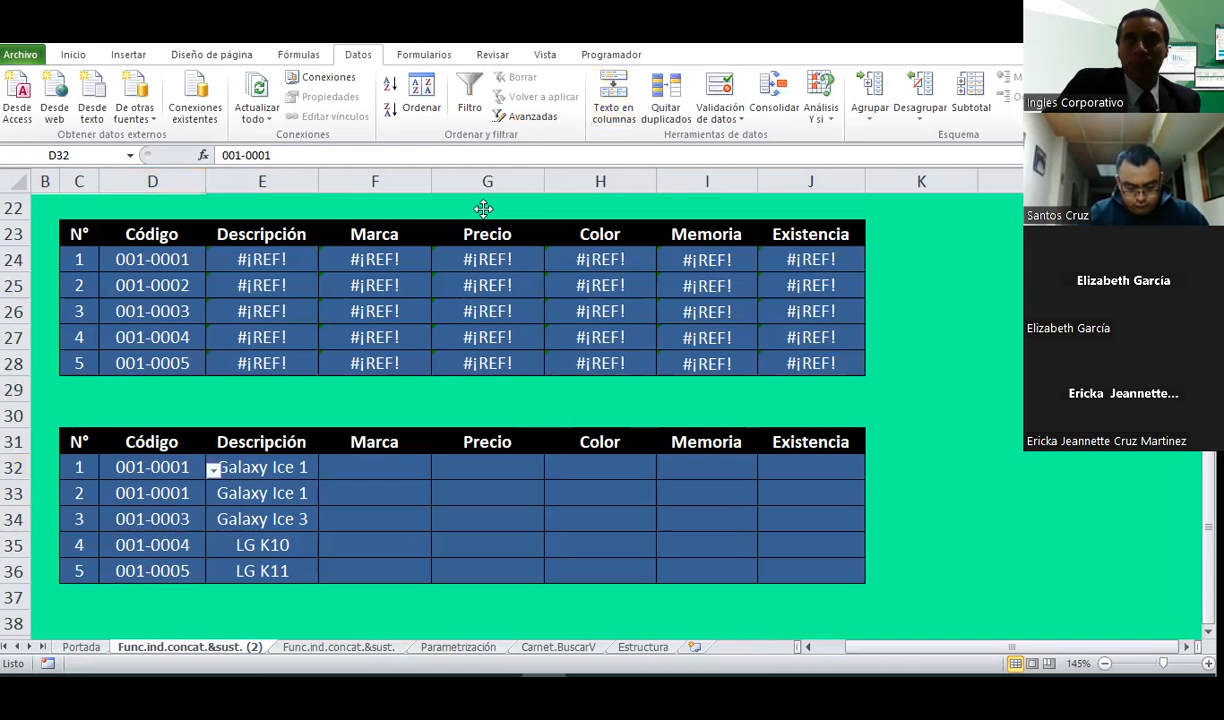 Archivo Inicio Insertar Diseño de página Fórmulas Datos Formularios Revisar Vista Programador
Desde Access
Desde web
Desde texto
De otras fuentes
Conexiones existentes
Obtener datos externos
Actualizar todo
Conexiones
Propiedades
Editar vínculos
Conexiones
Ordenar
Filtro
Borrar
Volver a aplicar
Avanzadas
Ordenar y filtrar
Texto en columnas
Quitar duplicados
Validación de datos
Consolidar
Análisis Y si
Herramientas de datos
Agrupar
Desagrupar
Subtotal
Esquema
D32 fx 001-0001
B C D E F G H I J K
22
23 N° Código Descripción Marca Precio Color Memoria Existencia
24 1 001-0001 #¡REF! #¡REF! #¡REF! #¡REF! #¡REF! #¡REF!
25 2 001-0002 #¡REF! #¡REF! #¡REF! #¡REF! #¡REF! #¡REF!
26 3 001-0003 #¡REF! #¡REF! #¡REF! #¡REF! #¡REF! #¡REF!
27 4 001-0004 #¡REF! #¡REF! #¡REF! #¡REF! #¡REF! #¡REF!
28 5 001-0005 #¡REF! #¡REF! #¡REF! #¡REF! #¡REF! #¡REF!
29
30
31 N° Código Descripción Marca Precio Color Memoria Existencia
32 1 001-0001 Galaxy Ice 1
33 2 001-0001 Galaxy Ice 1
34 3 001-0003 Galaxy Ice 3
35 4 001-0004 LG K10
36 5 001-0005 LG K11
37
38
Portada Func.ind.concat.&sust. (2) Func.ind.concat.&sust. Parametrización Carnet.BuscarV Estructura
Listo 145%
Ingles Corporativo
Santos Cruz
Elizabeth García
Elizabeth García
Ericka Jeannette...
Ericka Jeannette Cruz Martinez